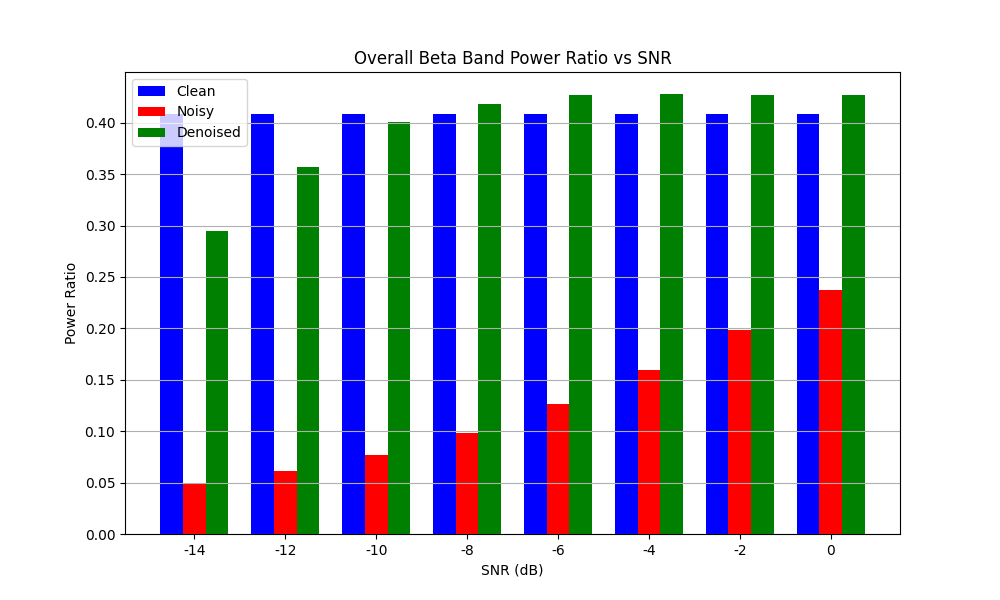 Overall Beta Band Power Ratio vs SNR
Clean
Noisy
Denoised
Power Ratio
0.40
0.35
0.30
0.25
0.20
0.15
0.10
0.05
0.00
-14 -12 -10 -8 -6 -4 -2 0
SNR (dB)